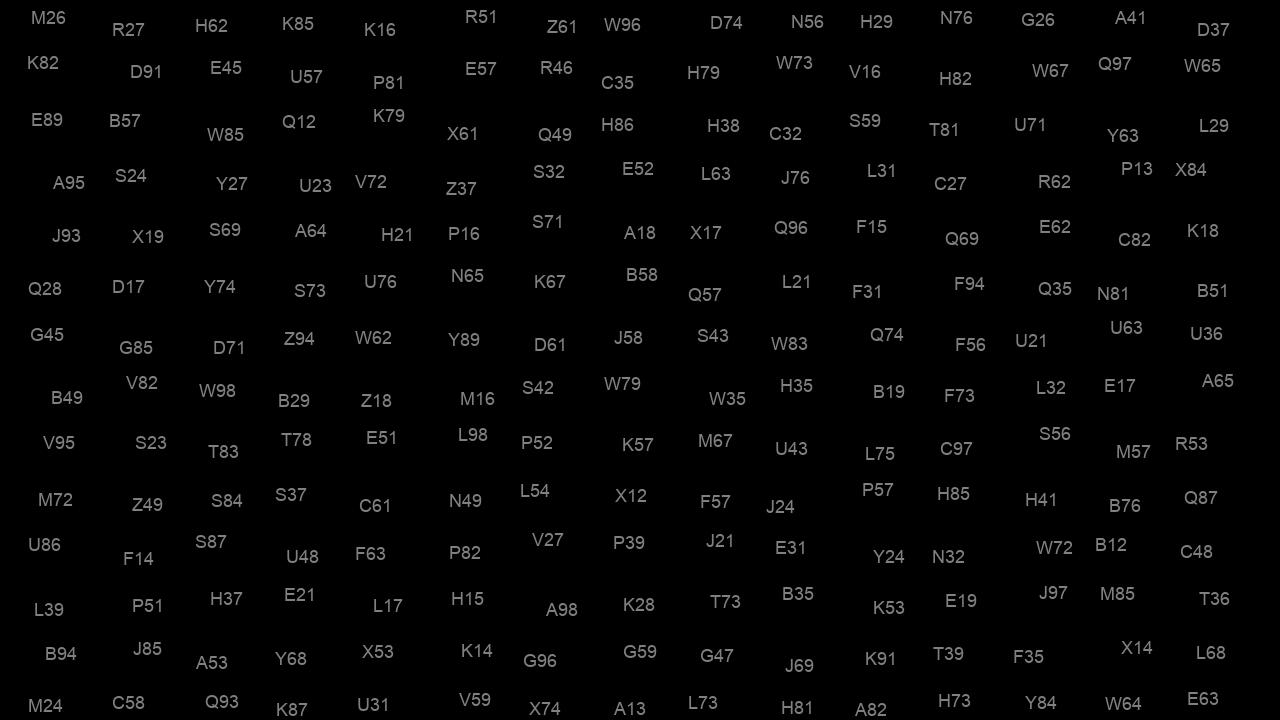 M26 R27 H62 K85 K16 R51 Z61 W96 D74 N56 H29 N76 G26 A41 D37
K82 D91 E45 U57 P81 E57 R46 C35 H79 W73 V16 H82 W67 Q97 W65
E89 B57 W85 Q12 K79 X61 Q49 H86 H38 C32 S59 T81 U71 Y63 L29
A95 S24 Y27 U23 V72 Z37 S32 E52 L63 J76 L31 C27 R62 P13 X84
J93 X19 S69 A64 H21 P16 S71 A18 X17 Q96 F15 Q69 E62 C82 K18
Q28 D17 Y74 S73 U76 N65 K67 B58 Q57 L21 F31 F94 Q35 N81 B51
G45 G85 D71 Z94 W62 Y89 D61 J58 S43 W83 Q74 F56 U21 U63 U36
B49 V82 W98 B29 Z18 M16 S42 W79 W35 H35 B19 F73 L32 E17 A65
V95 S23 T83 T78 E51 L98 P52 K57 M67 U43 L75 C97 S56 M57 R53
M72 Z49 S84 S37 C61 N49 L54 X12 F57 J24 P57 H85 H41 B76 Q87
U86 F14 S87 U48 F63 P82 V27 P39 J21 E31 Y24 N32 W72 B12 C48
L39 P51 H37 E21 L17 H15 A98 K28 T73 B35 K53 E19 J97 M85 T36
B94 J85 A53 Y68 X53 K14 G96 G59 G47 J69 K91 T39 F35 X14 L68
M24 C58 Q93 K87 U31 V59 X74 A13 L73 H81 A82 H73 Y84 W64 E63